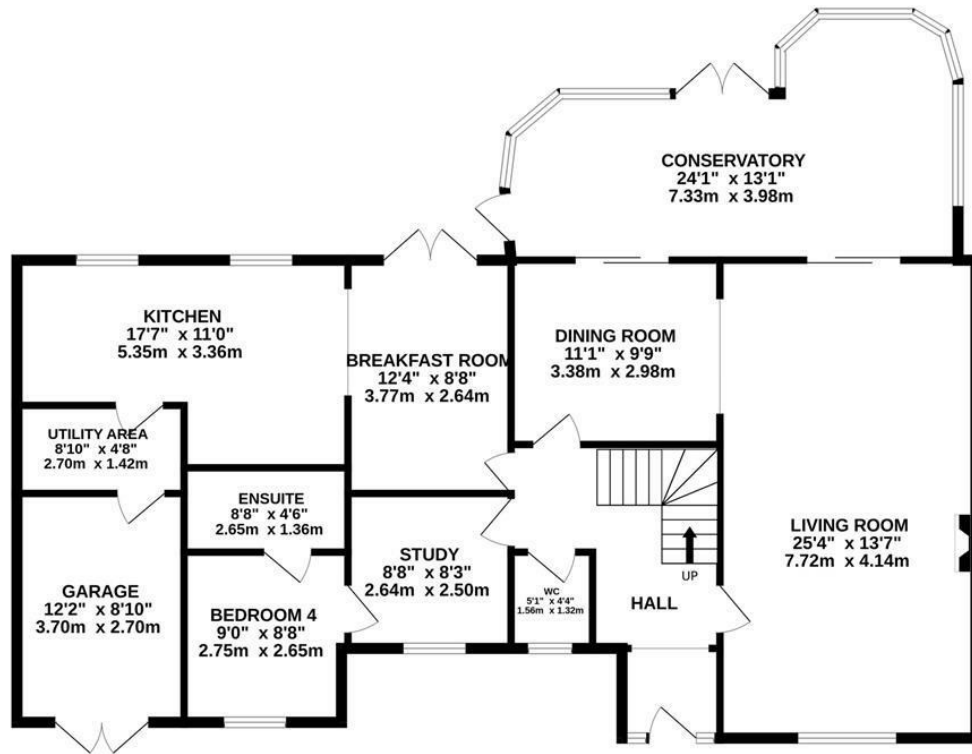 CONSERVATORY
24'1" x 13'1"
7.33m x 3.98m
KITCHEN
17'7" x 11'0"
5.35m x 3.36m
BREAKFAST ROOM
12'4" x 8'8"
3.77m x 2.64m
DINING ROOM
11'1" x 9'9"
3.38m x 2.98m
UTILITY AREA
8'10" x 4'8"
2.70m x 1.42m
ENSUITE
8'8" x 4'6"
2.65m x 1.36m
STUDY
8'8" x 8'3"
2.64m x 2.50m
LIVING ROOM
25'4" x 13'7"
7.72m x 4.14m
GARAGE
12'2" x 8'10"
3.70m x 2.70m
BEDROOM 4
9'0" x 8'8"
2.75m x 2.65m
WC
5'1" x 4'4"
1.56m x 1.32m
UP
HALL